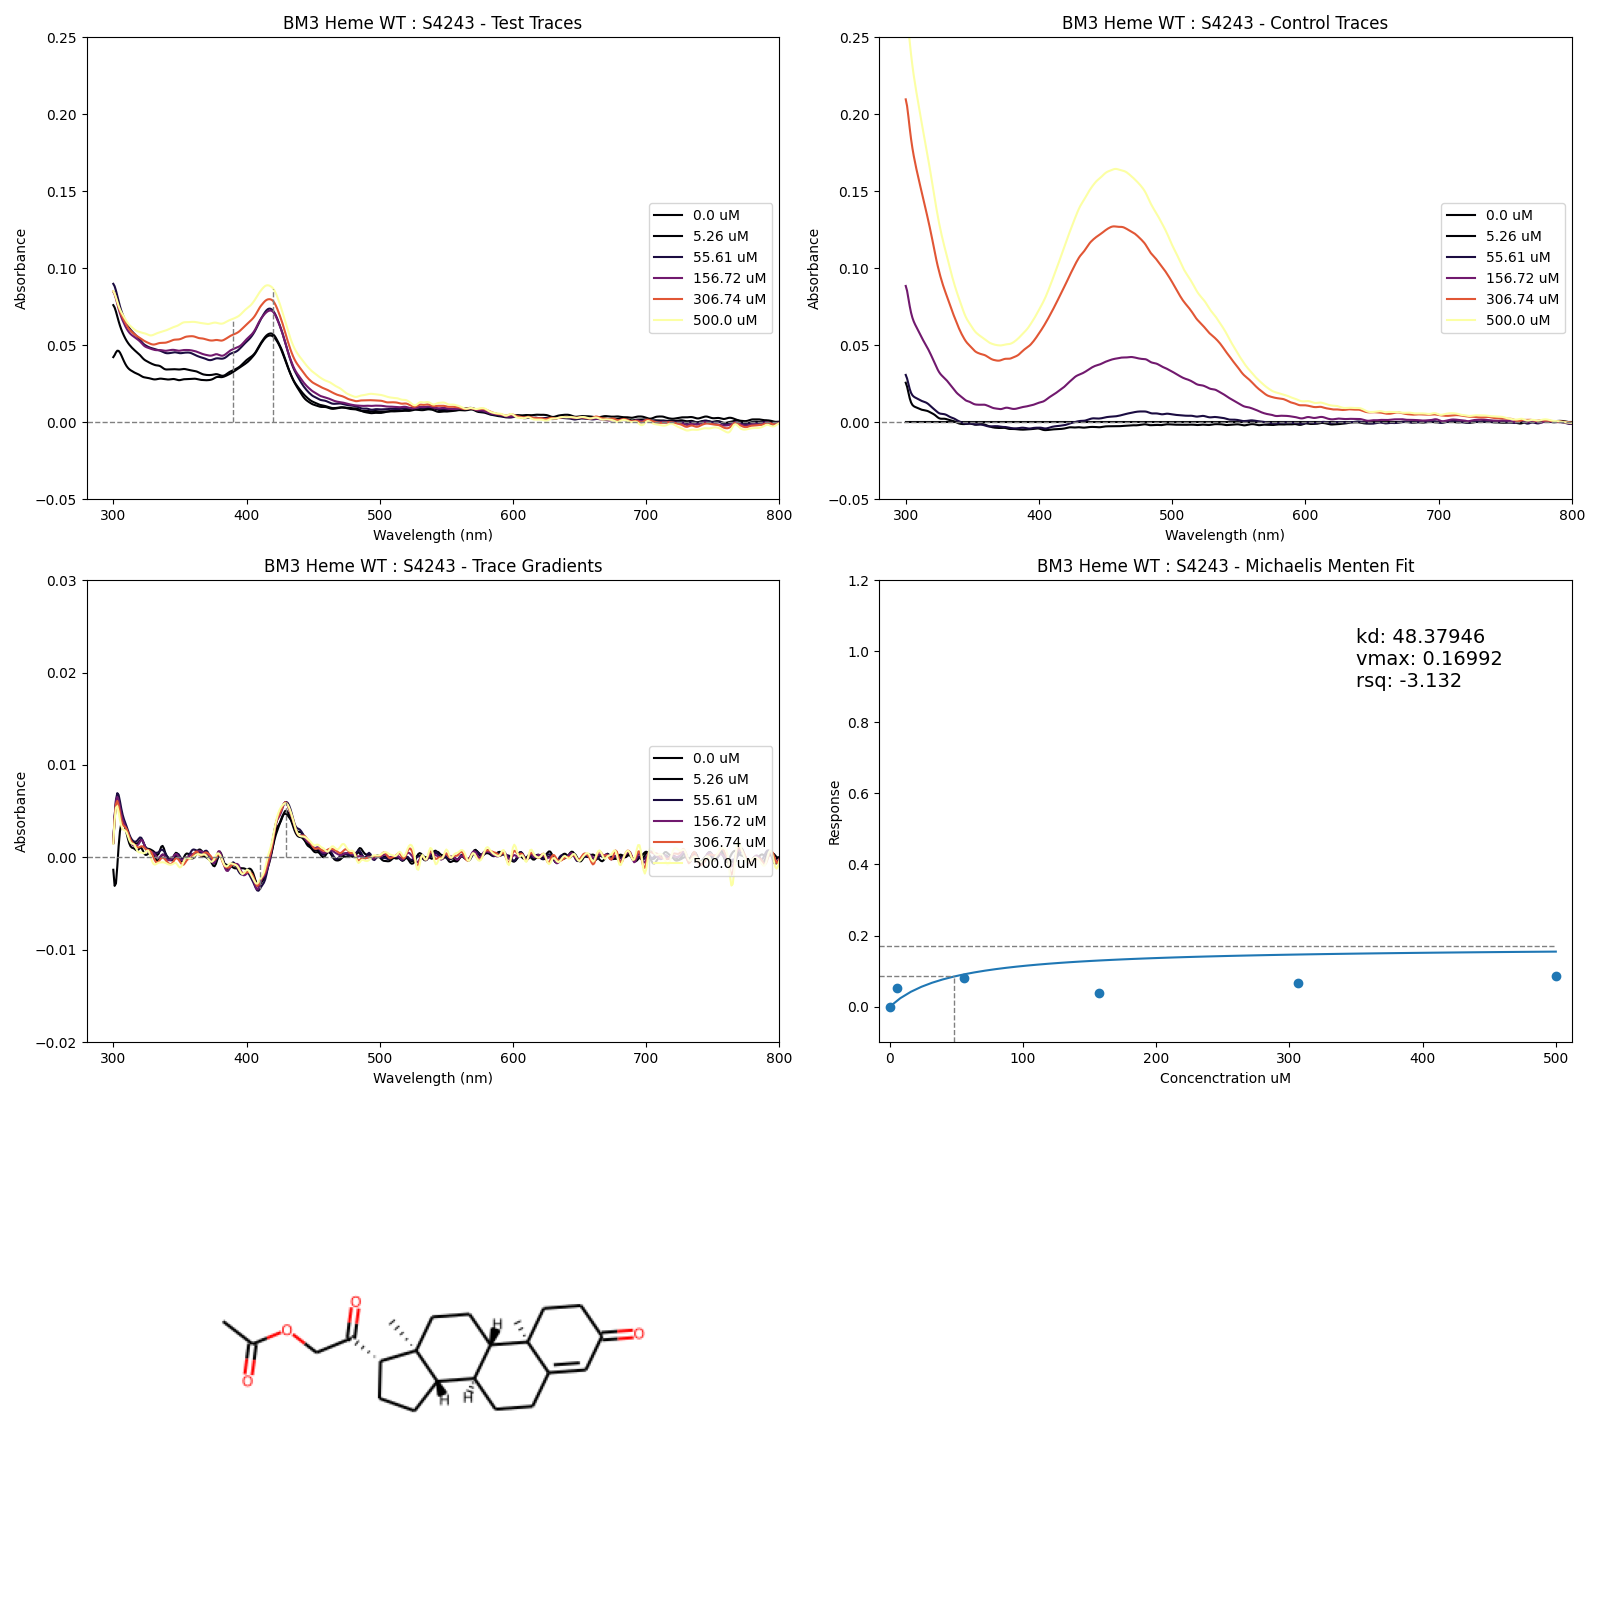 BM3 Heme WT : S4243 - Test Traces
0.25
0.20
0.15
0.10
0.05
0.00
−0.05
Absorbance
300 400 500 600 700 800
Wavelength (nm)
0.0 uM
5.26 uM
55.61 uM
156.72 uM
306.74 uM
500.0 uM
BM3 Heme WT : S4243 - Control Traces
0.25
0.20
0.15
0.10
0.05
0.00
−0.05
Absorbance
300 400 500 600 700 800
Wavelength (nm)
0.0 uM
5.26 uM
55.61 uM
156.72 uM
306.74 uM
500.0 uM
BM3 Heme WT : S4243 - Trace Gradients
0.03
0.02
0.01
0.00
−0.01
−0.02
Absorbance
300 400 500 600 700 800
Wavelength (nm)
0.0 uM
5.26 uM
55.61 uM
156.72 uM
306.74 uM
500.0 uM
BM3 Heme WT : S4243 - Michaelis Menten Fit
1.2
1.0
0.8
0.6
0.4
0.2
0.0
Response
0 100 200 300 400 500
Concenctration uM
kd: 48.37946
vmax: 0.16992
rsq: -3.132
O
O
O
H
O
H
H